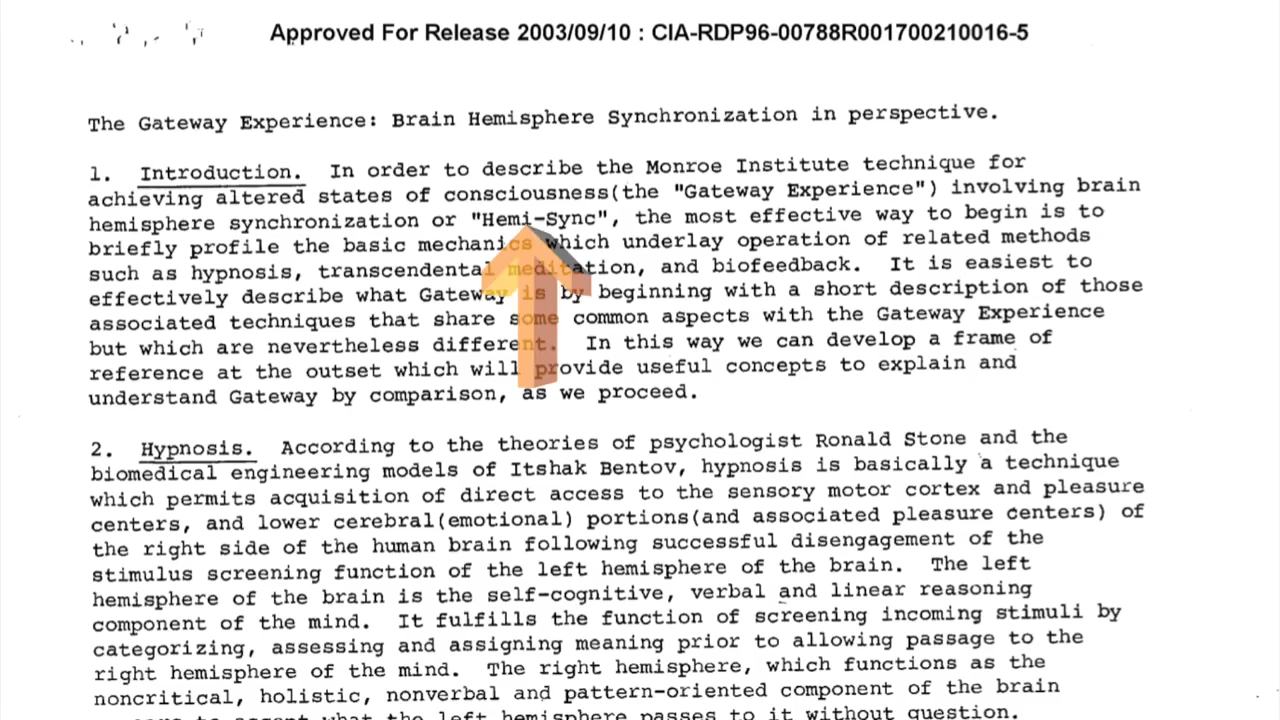 Approved For Release 2003/09/10 : CIA-RDP96-00788R001700210016-5
The Gateway Experience: Brain Hemisphere Synchronization in perspective.
1. Introduction. In order to describe the Monroe Institute technique for
achieving altered states of consciousness(the "Gateway Experience") involving brain
hemisphere synchronization or "Hemi-Sync", the most effective way to begin is to
briefly profile the basic mechanics which underlay operation of related methods
such as hypnosis, transcendental meditation, and biofeedback. It is easiest to
effectively describe what Gateway is by beginning with a short description of those
associated techniques that share some common aspects with the Gateway Experience
but which are nevertheless different. In this way we can develop a frame of
reference at the outset which will provide useful concepts to explain and
understand Gateway by comparison, as we proceed.
2. Hypnosis. According to the theories of psychologist Ronald Stone and the
biomedical engineering models of Itshak Bentov, hypnosis is basically a technique
which permits acquisition of direct access to the sensory motor cortex and pleasure
centers, and lower cerebral(emotional) portions(and associated pleasure centers) of
the right side of the human brain following successful disengagement of the
stimulus screening function of the left hemisphere of the brain. The left
hemisphere of the brain is the self-cognitive, verbal and linear reasoning
component of the mind. It fulfills the function of screening incoming stimuli by
categorizing, assessing and assigning meaning prior to allowing passage to the
right hemisphere of the mind. The right hemisphere, which functions as the
noncritical, holistic, nonverbal and pattern-oriented component of the brain
to accept what the left hemisphere passes to it without question.